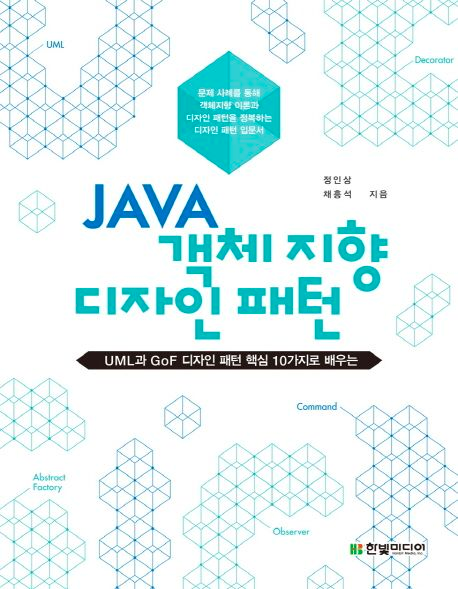 UML
Decorator
문제 사례를 통해
객체지향 이론과
디자인 패턴을 정복하는
디자인 패턴 입문서
정인상
채흥석 지음
JAVA
객체 지향
디자인 패턴
UML과 GoF 디자인 패턴 핵심 10가지로 배우는
Command
Abstract
Factory
Observer
HB 한빛미디어
Hanbit Media, Inc.